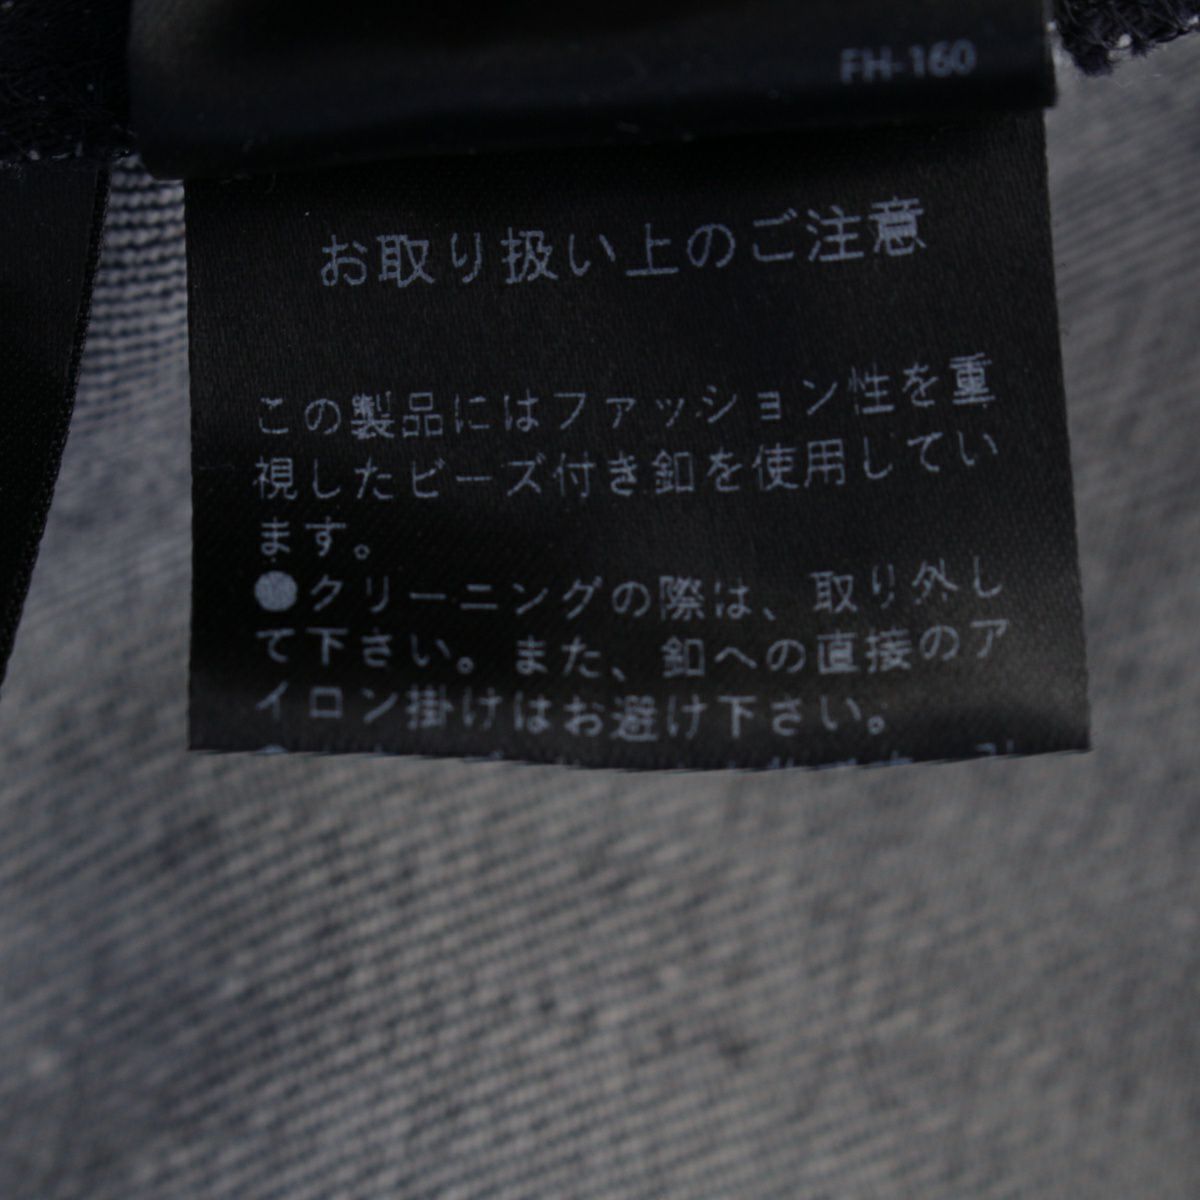 FH-160
お取り扱い上のご注意
この製品にはファッション性を重
視したビーズ付き釦を使用してい
ます。
●クリーニングの際は、取り外し
て下さい。また、釦への直接のア
イロン掛けはお避け下さい。